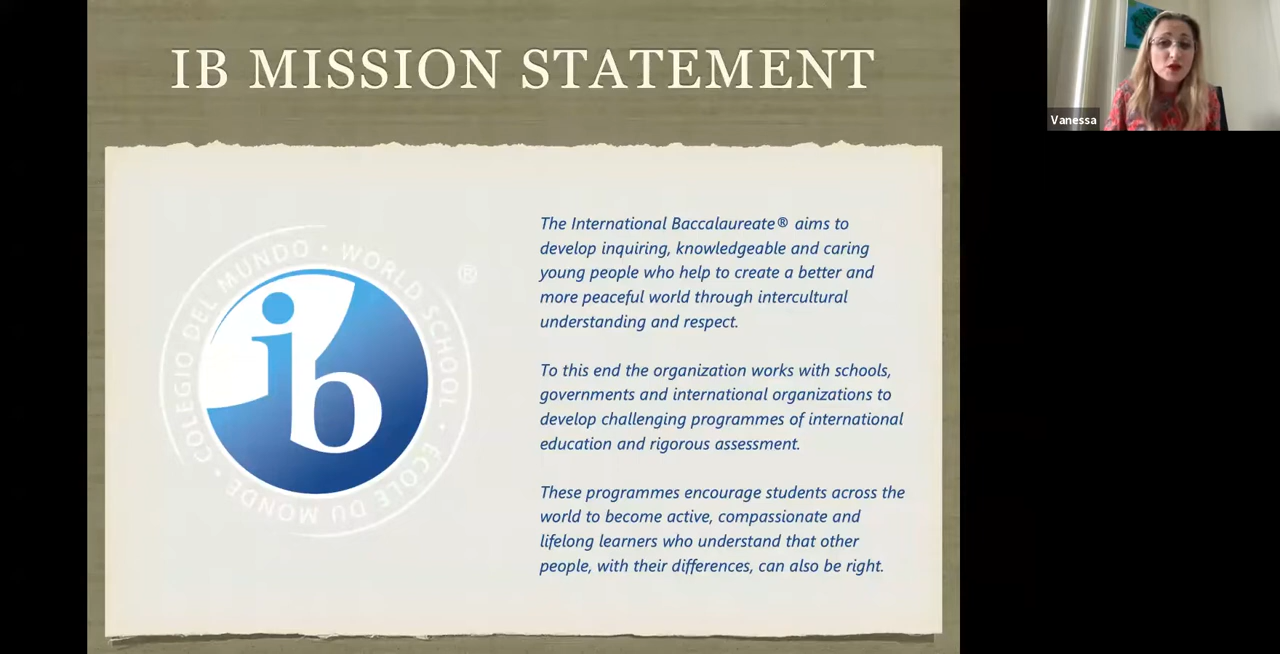 IB MISSION STATEMENT
Vanessa
COLEGIO DEL MUNDO · WORLD SCHOOL · ÉCOLE DU MONDE ·
®
ib
The International Baccalaureate® aims to
develop inquiring, knowledgeable and caring
young people who help to create a better and
more peaceful world through intercultural
understanding and respect.
To this end the organization works with schools,
governments and international organizations to
develop challenging programmes of international
education and rigorous assessment.
These programmes encourage students across the
world to become active, compassionate and
lifelong learners who understand that other
people, with their differences, can also be right.